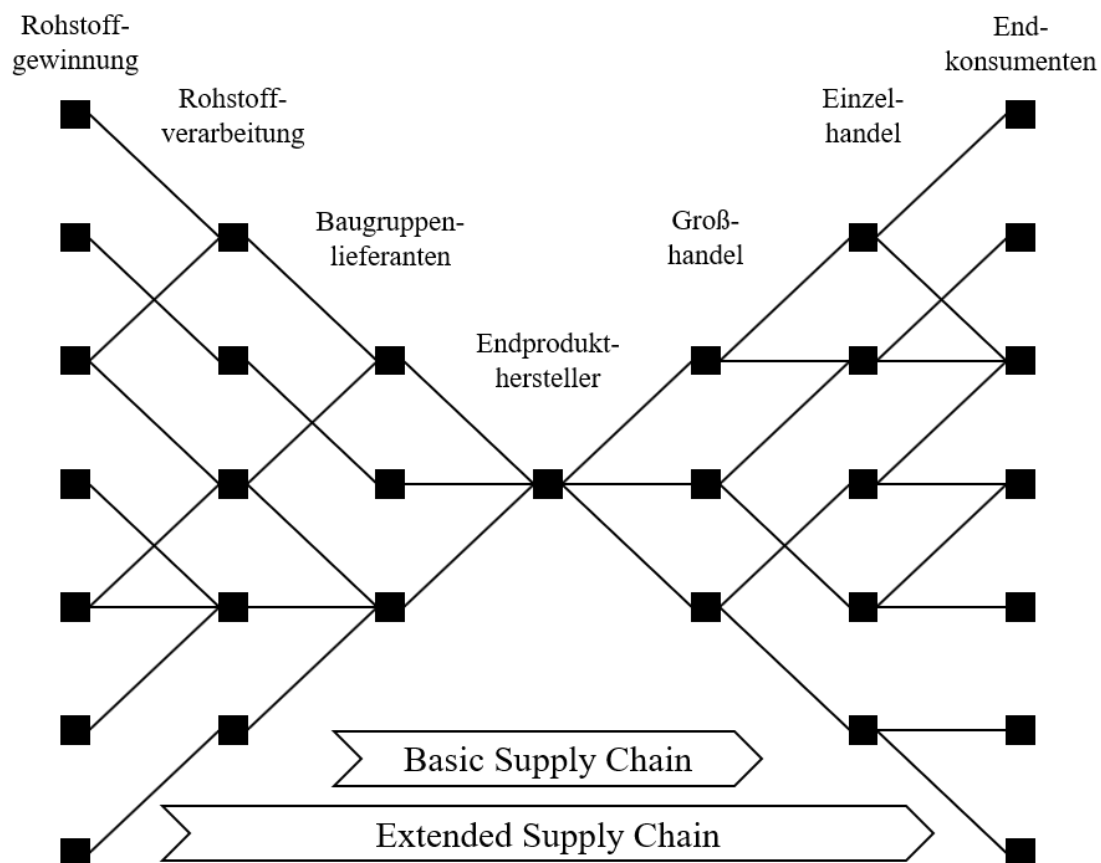 Rohstoff-
gewinnung
Rohstoff-
verarbeitung
Baugruppen-
lieferanten
Endprodukt-
hersteller
Groß-
handel
Einzel-
handel
End-
konsumenten
Basic Supply Chain
Extended Supply Chain